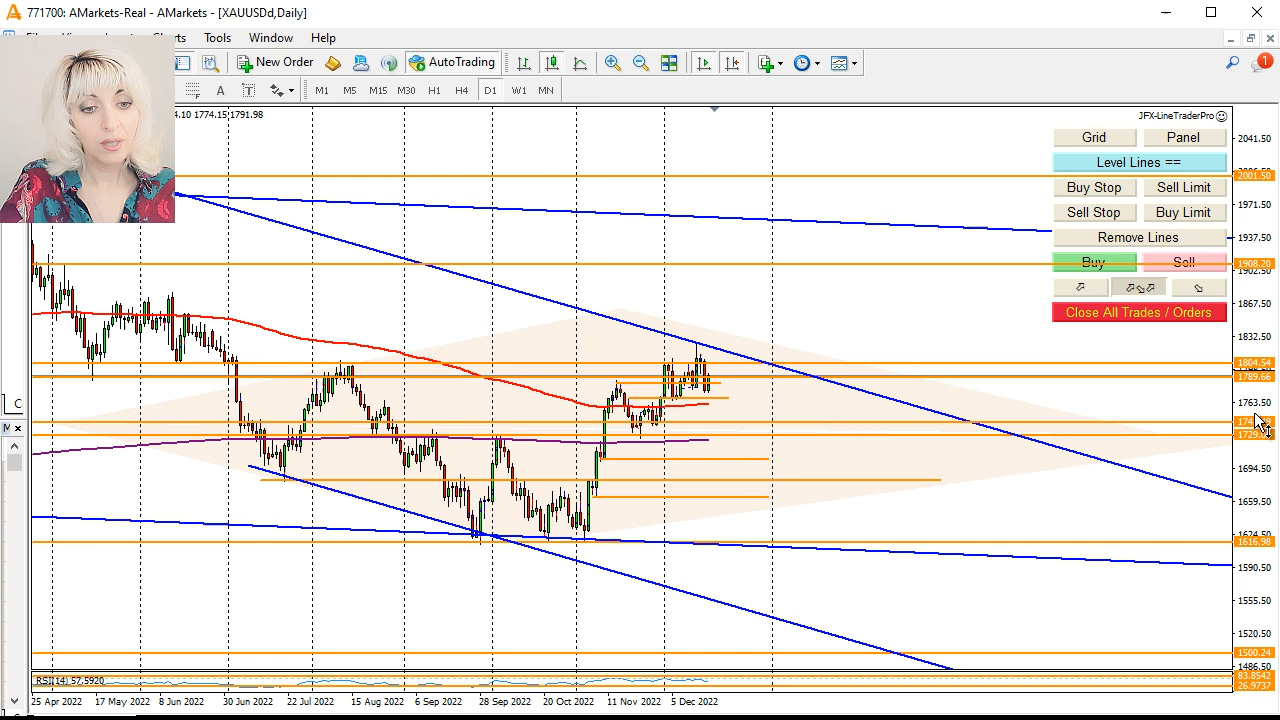 771700: AMarkets-Real - AMarkets - [XAUUSDd,Daily]
Tools Window Help
New Order AutoTrading
A T M1 M5 M15 M30 H1 H4 D1 W1 MN
1774.15 1791.98
JFX-LineTraderPro
Grid Panel
Level Lines ==
Buy Stop Sell Limit
Sell Stop Buy Limit
Remove Lines
Buy Sell
Close All Trades / Orders
2041.50
2001.50
1971.50
1937.50
1908.20
1902.50
1867.50
1832.50
1804.54
1789.66
1763.50
1694.50
1659.50
1624.50
1616.98
1590.50
1555.50
1520.50
1500.24
1486.50
C
M
RSI(14) 57.5920
83.8542
26.9737
25 Apr 2022 17 May 2022 8 Jun 2022 30 Jun 2022 22 Jul 2022 15 Aug 2022 6 Sep 2022 28 Sep 2022 20 Oct 2022 11 Nov 2022 5 Dec 2022
1